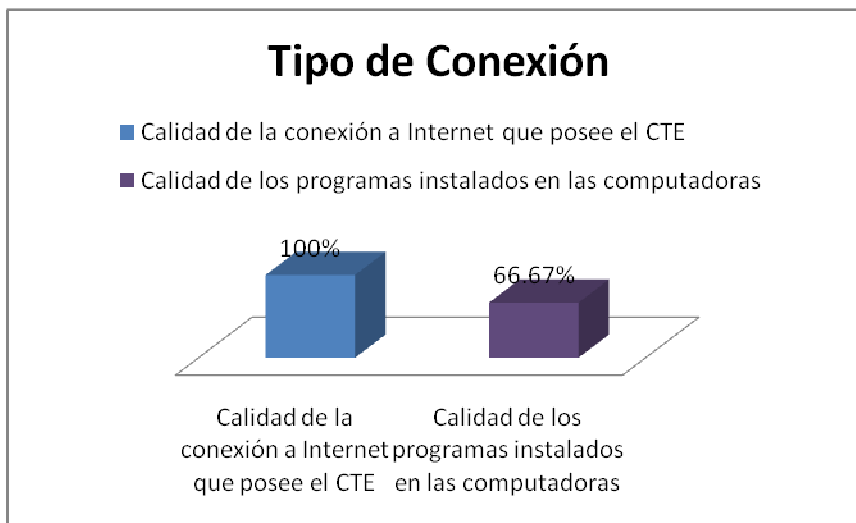 Tipo de Conexión
Calidad de la conexión a Internet que posee el CTE
Calidad de los programas instalados en las computadoras
100%
66.67%
Calidad de la
conexión a Internet
que posee el CTE
Calidad de los
programas instalados
en las computadoras